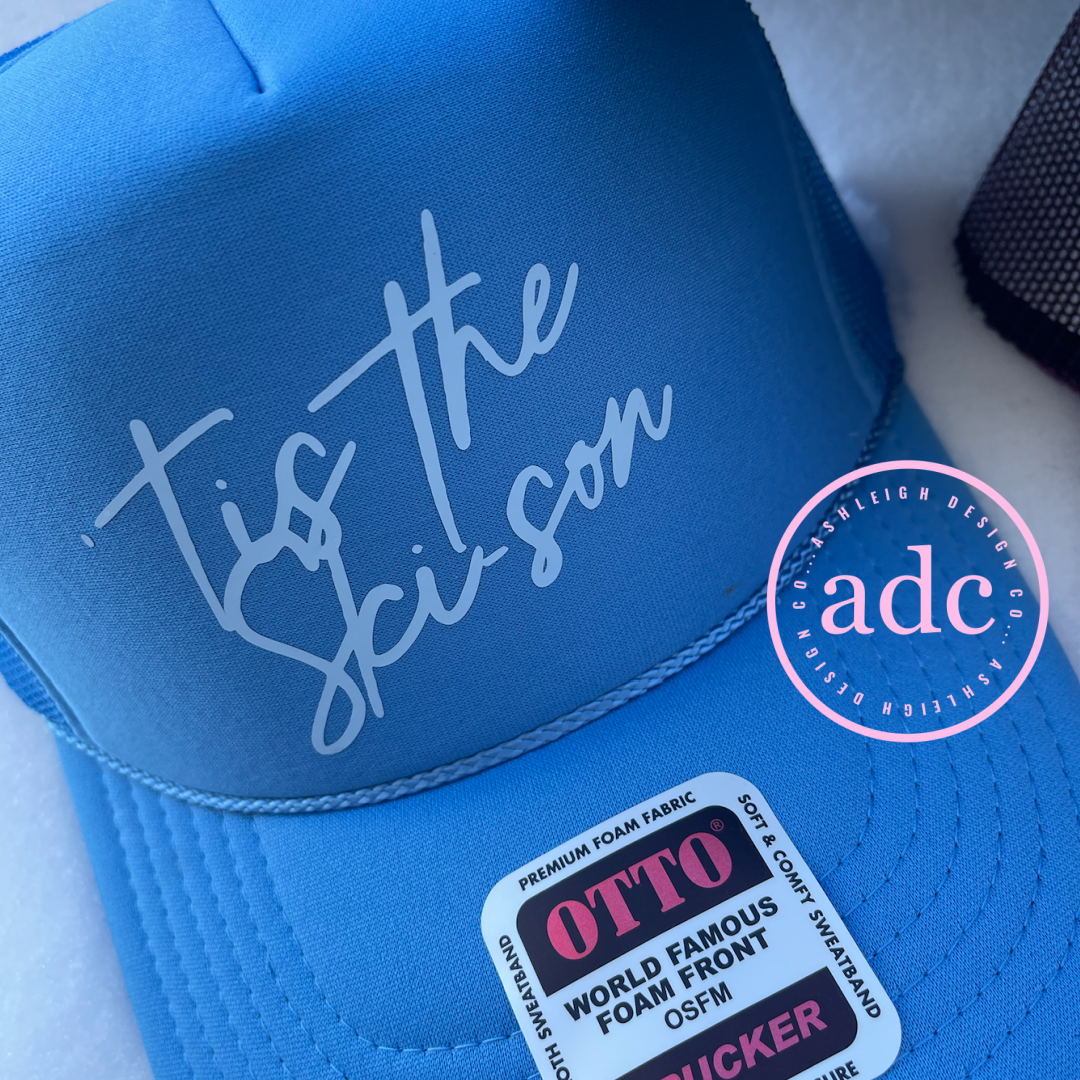 'tis the
Ski-son
ASHLEIGH DESIGN CO... ASHLEIGH DESIGN CO...
adc
PREMIUM FOAM FABRIC
SOFT & COMFY SWEATBAND
OTTO®
WORLD FAMOUS
FOAM FRONT
OSFM
SWEATBAND